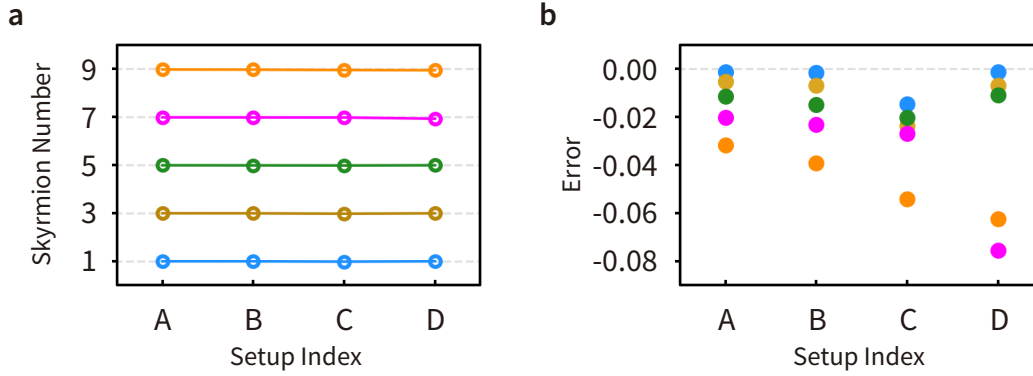 a
Skyrmion Number
9
7
5
3
1
A B C D
Setup Index
b
Error
0.00
-0.02
-0.04
-0.06
-0.08
A B C D
Setup Index